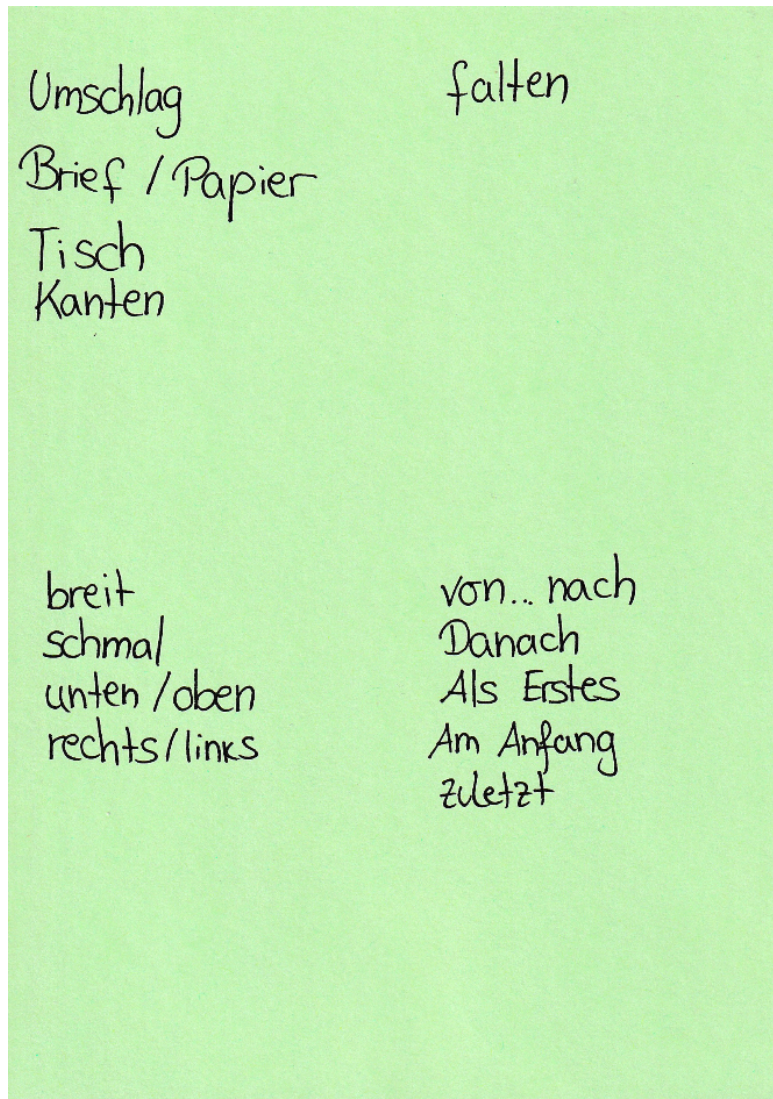 Umschlag
Brief / Papier
Tisch
Kanten
falten
breit
schmal
unten / oben
rechts / links
von... nach
Danach
Als Erstes
Am Anfang
zuletzt